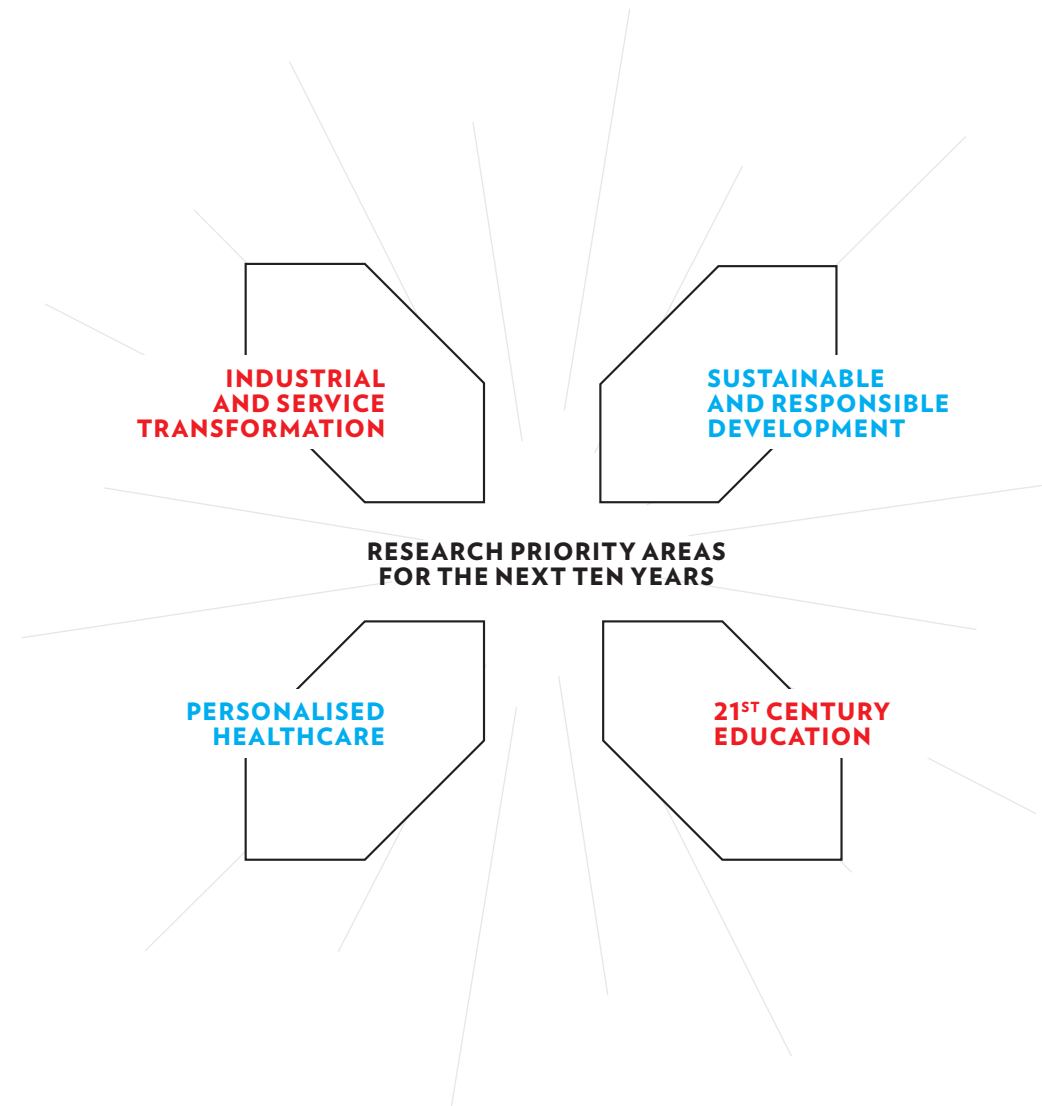 INDUSTRIAL
AND SERVICE
TRANSFORMATION
SUSTAINABLE
AND RESPONSIBLE
DEVELOPMENT
RESEARCH PRIORITY AREAS
FOR THE NEXT TEN YEARS
PERSONALISED
HEALTHCARE
21ST CENTURY
EDUCATION